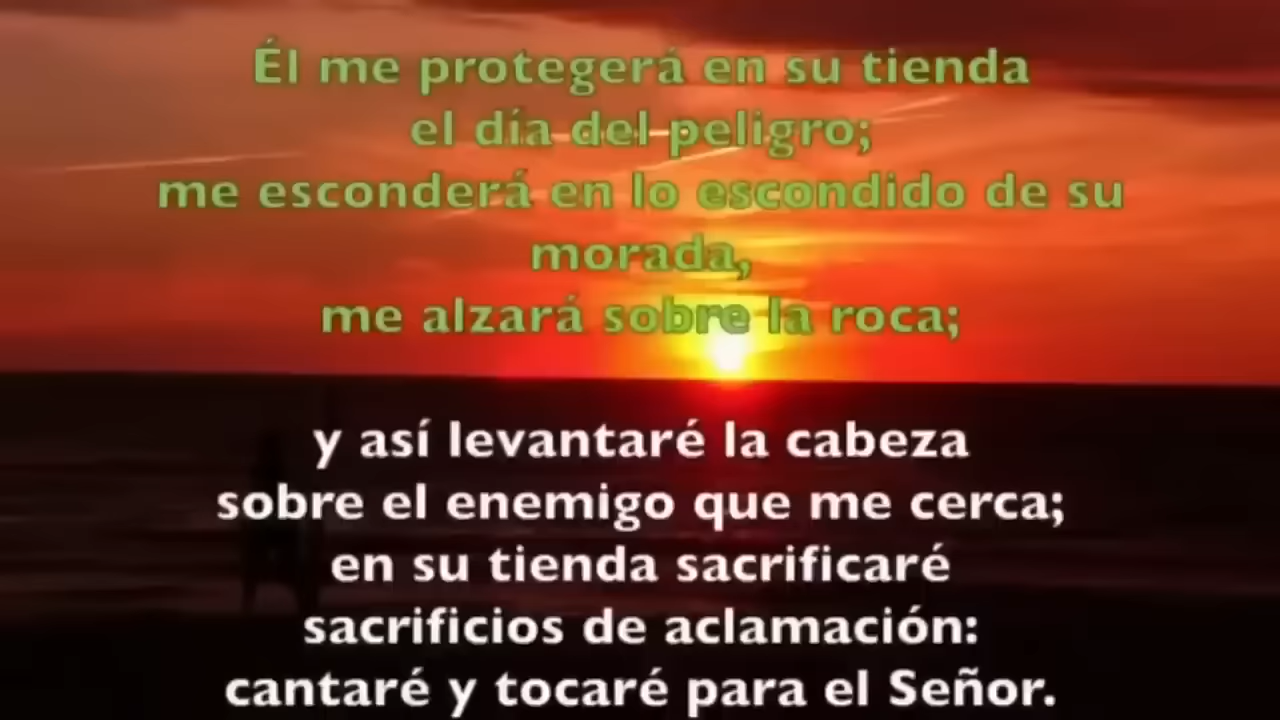 Él me protegerá en su tienda
el día del peligro;
me esconderá en lo escondido de su
morada,
me alzará sobre la roca;
y así levantaré la cabeza
sobre el enemigo que me cerca;
en su tienda sacrificaré
sacrificios de aclamación:
cantaré y tocaré para el Señor.